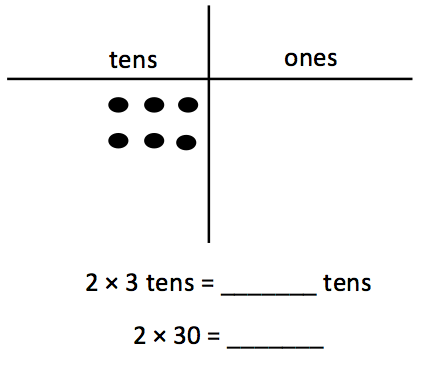 tens ones
2 × 3 tens = _______ tens
2 × 30 = _______